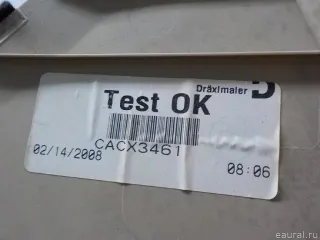 Dräxlmaier D
Test OK
CACX3461
02/14/2008
08:06
© eaural.ru